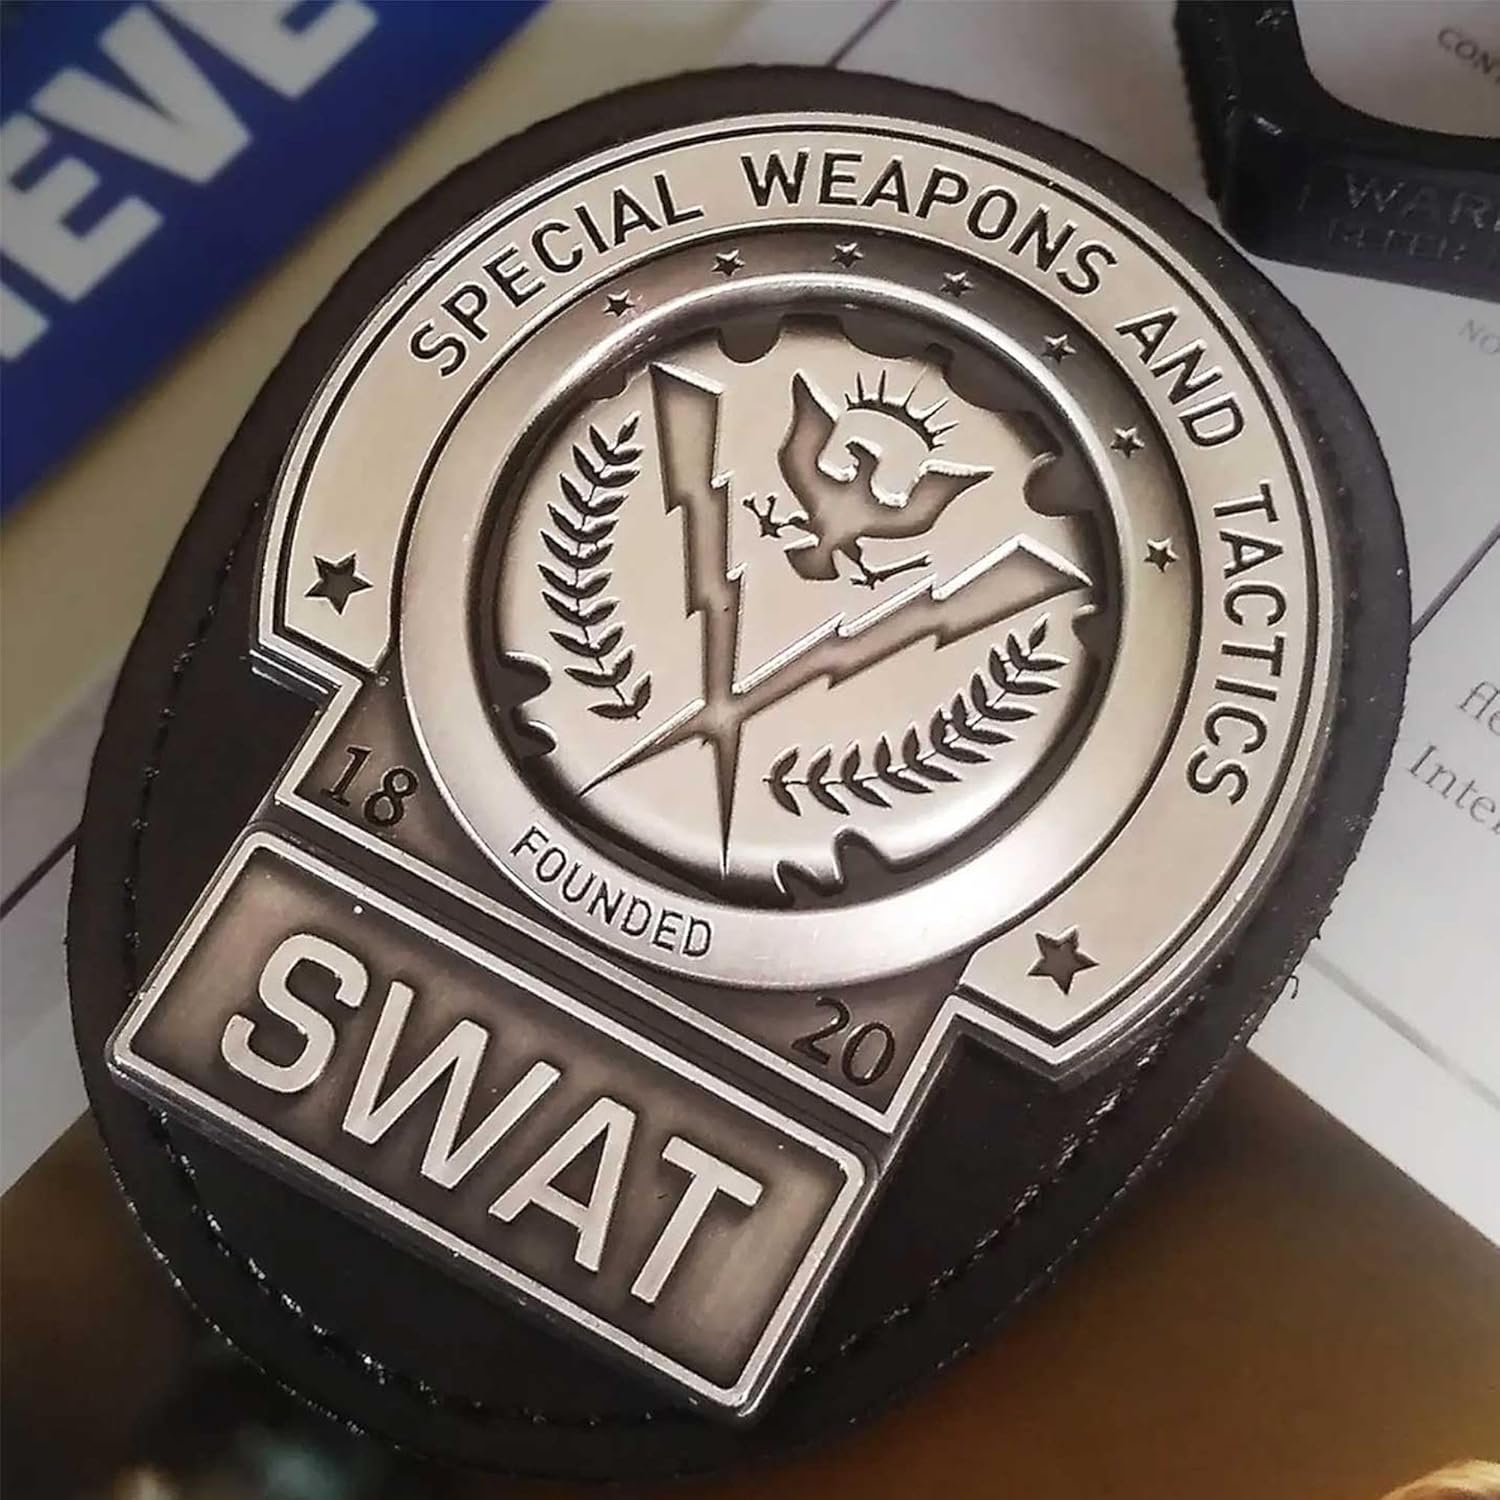 SPECIAL WEAPONS AND TACTICS
18 20
FOUNDED
SWAT